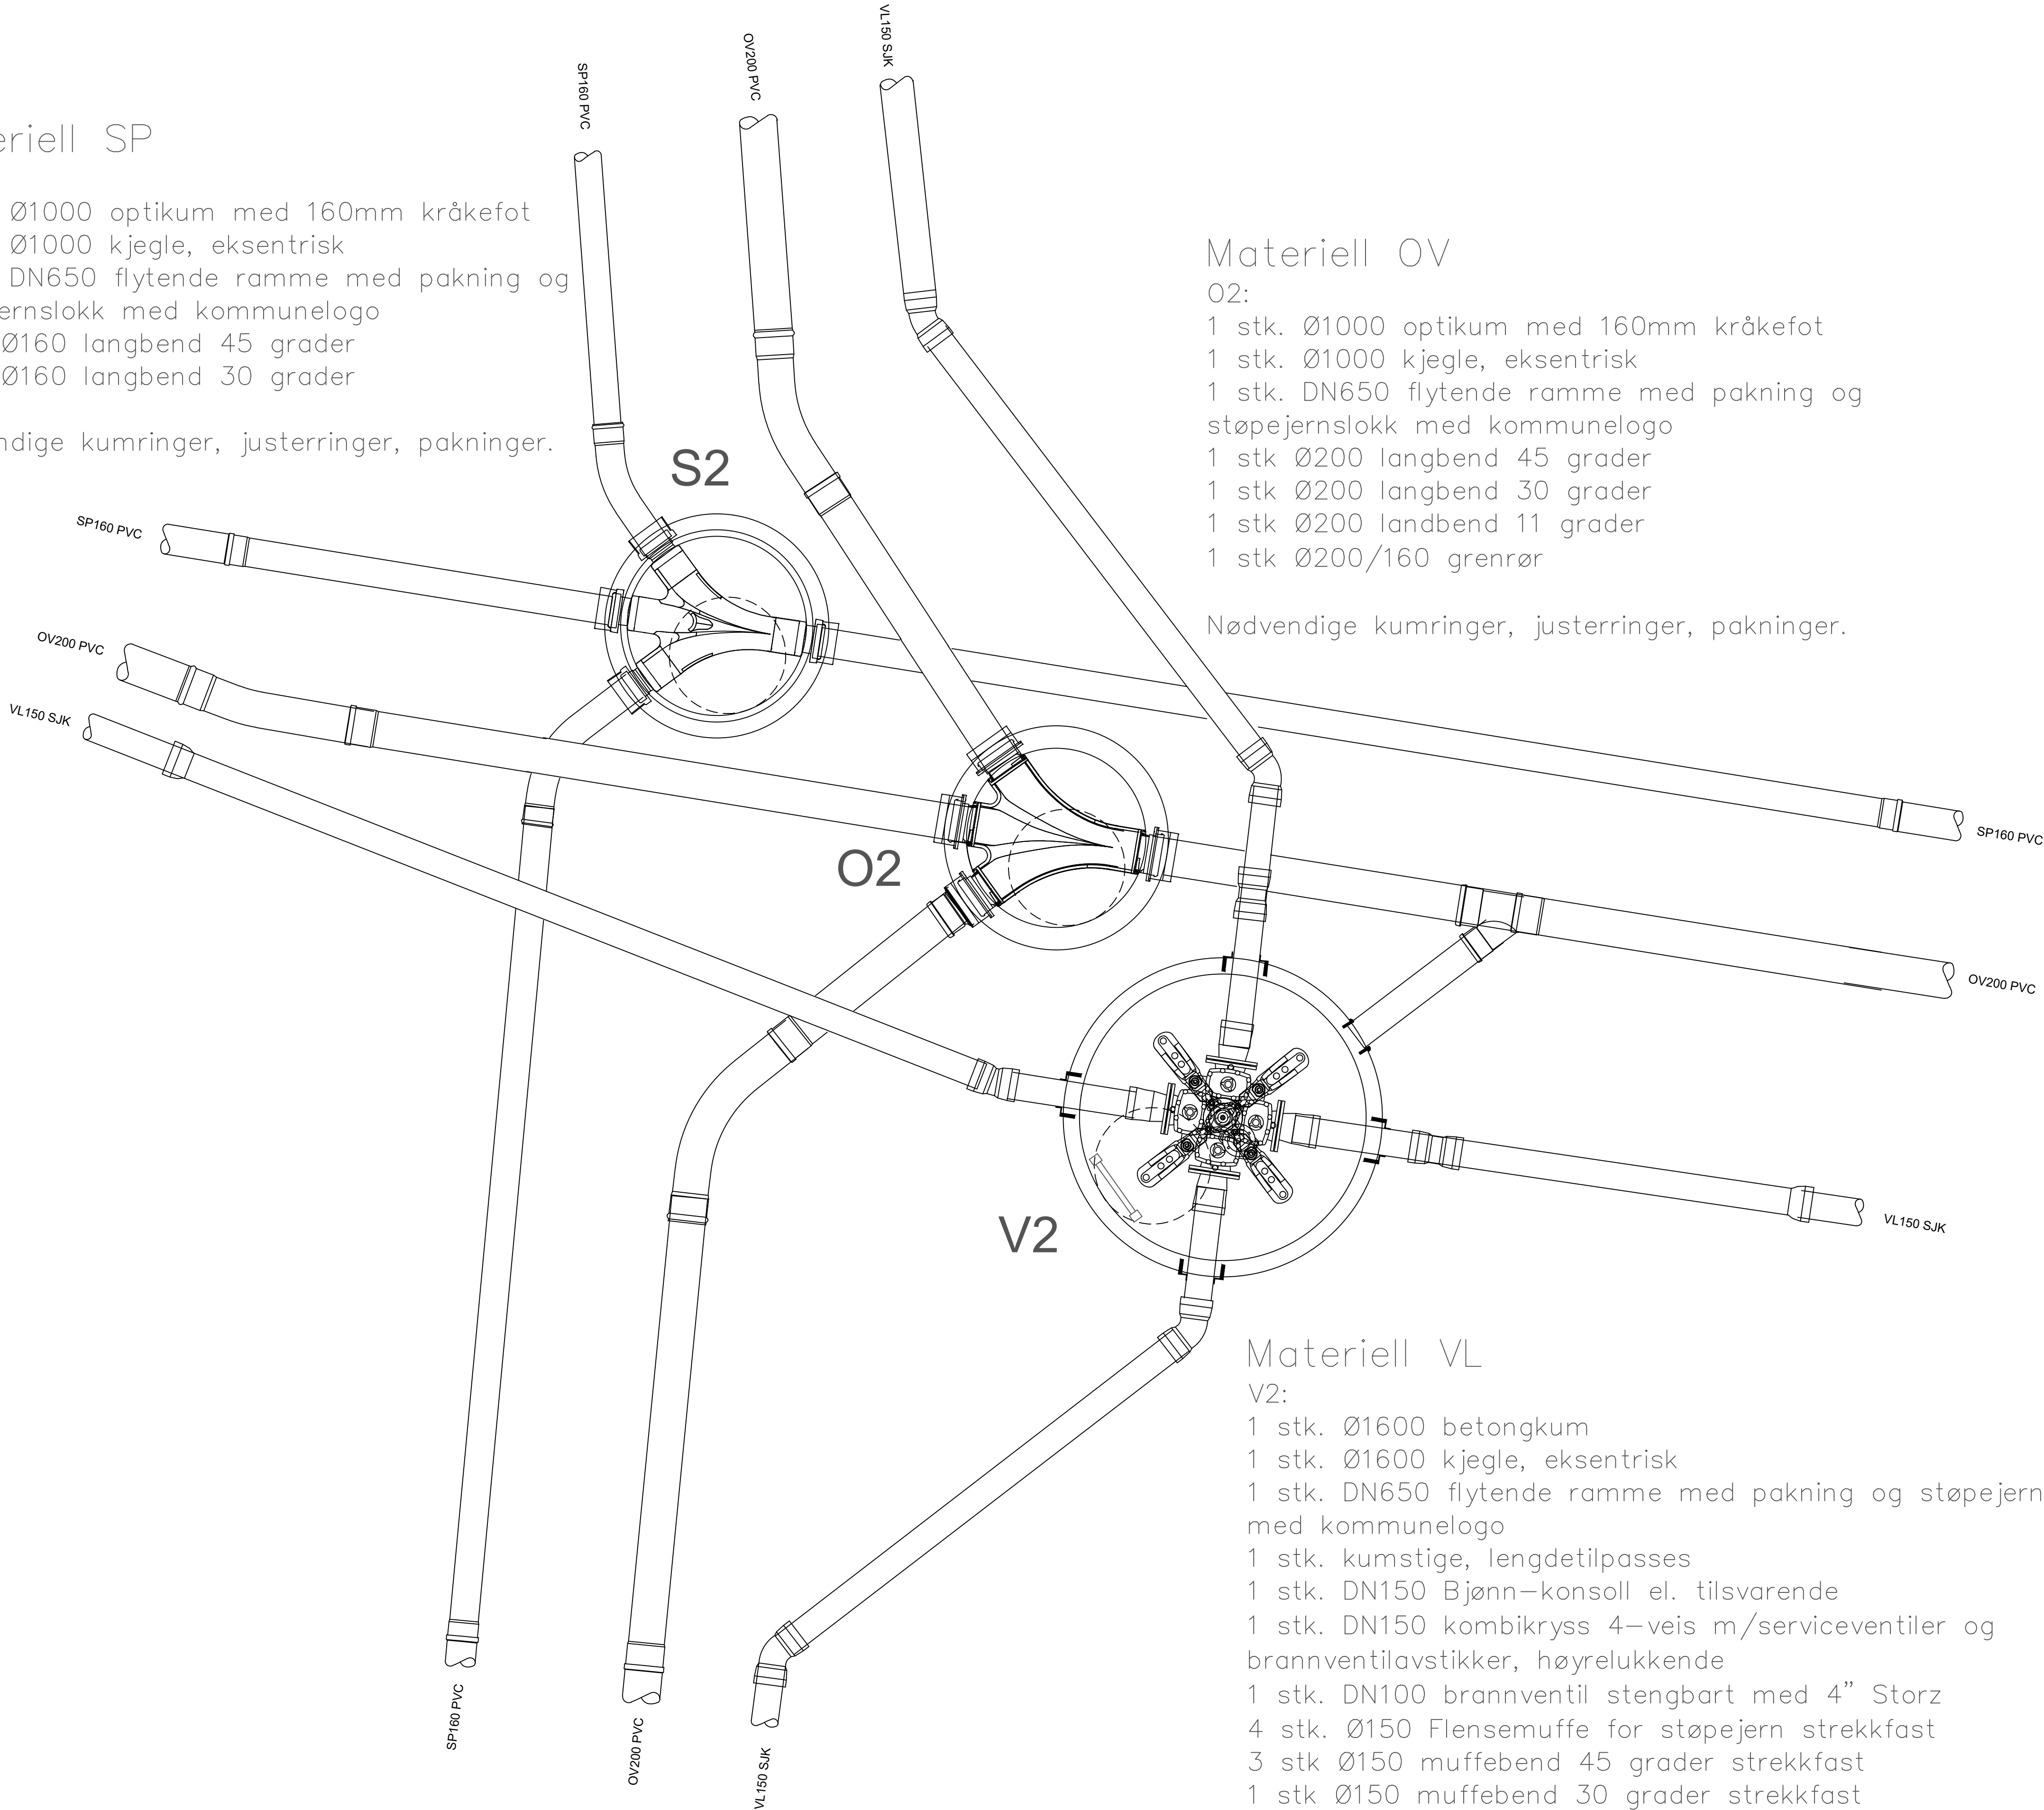 VL150 SJK
OV200 PVC
SP160 PVC
eriell SP
Ø1000 optikum med 160mm kråkefot
Ø1000 kjegle, eksentrisk
DN650 flytende ramme med pakning og
ernslokk med kommunelogo
Ø160 langbend 45 grader
Ø160 langbend 30 grader
ndige kumringer, justerringer, pakninger.
Materiell OV
O2:
1 stk. Ø1000 optikum med 160mm kråkefot
1 stk. Ø1000 kjegle, eksentrisk
1 stk. DN650 flytende ramme med pakning og
støpejernslokk med kommunelogo
1 stk Ø200 langbend 45 grader
1 stk Ø200 langbend 30 grader
1 stk Ø200 landbend 11 grader
1 stk Ø200/160 grenrør
Nødvendige kumringer, justerringer, pakninger.
S2
SP160 PVC
OV200 PVC
VL150 SJK
O2
SP160 PVC
OV200 PVC
VL150 SJK
V2
Materiell VL
V2:
1 stk. Ø1600 betongkum
1 stk. Ø1600 kjegle, eksentrisk
1 stk. DN650 flytende ramme med pakning og støpejern
med kommunelogo
1 stk. kumstige, lengdetilpasses
1 stk. DN150 Bjønn-konsoll el. tilsvarende
1 stk. DN150 kombikryss 4-veis m/serviceventiler og
brannventilavstikker, høyrelukkende
1 stk. DN100 brannventil stengbart med 4" Storz
4 stk. Ø150 Flensemuffe for støpejern strekkfast
3 stk Ø150 muffebend 45 grader strekkfast
1 stk Ø150 muffebend 30 grader strekkfast
SP160 PVC
OV200 PVC
VL150 SJK